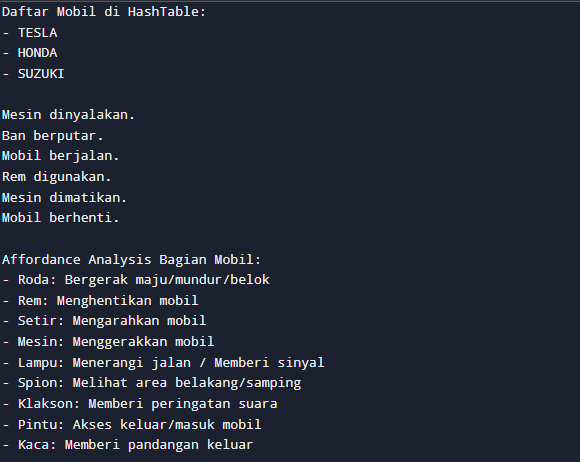 Daftar Mobil di HashTable:
- TESLA
- HONDA
- SUZUKI
Mesin dinyalakan.
Ban berputar.
Mobil berjalan.
Rem digunakan.
Mesin dimatikan.
Mobil berhenti.
Affordance Analysis Bagian Mobil:
- Roda: Bergerak maju/mundur/belok
- Rem: Menghentikan mobil
- Setir: Mengarahkan mobil
- Mesin: Menggerakkan mobil
- Lampu: Menerangi jalan / Memberi sinyal
- Spion: Melihat area belakang/samping
- Klakson: Memberi peringatan suara
- Pintu: Akses keluar/masuk mobil
- Kaca: Memberi pandangan keluar